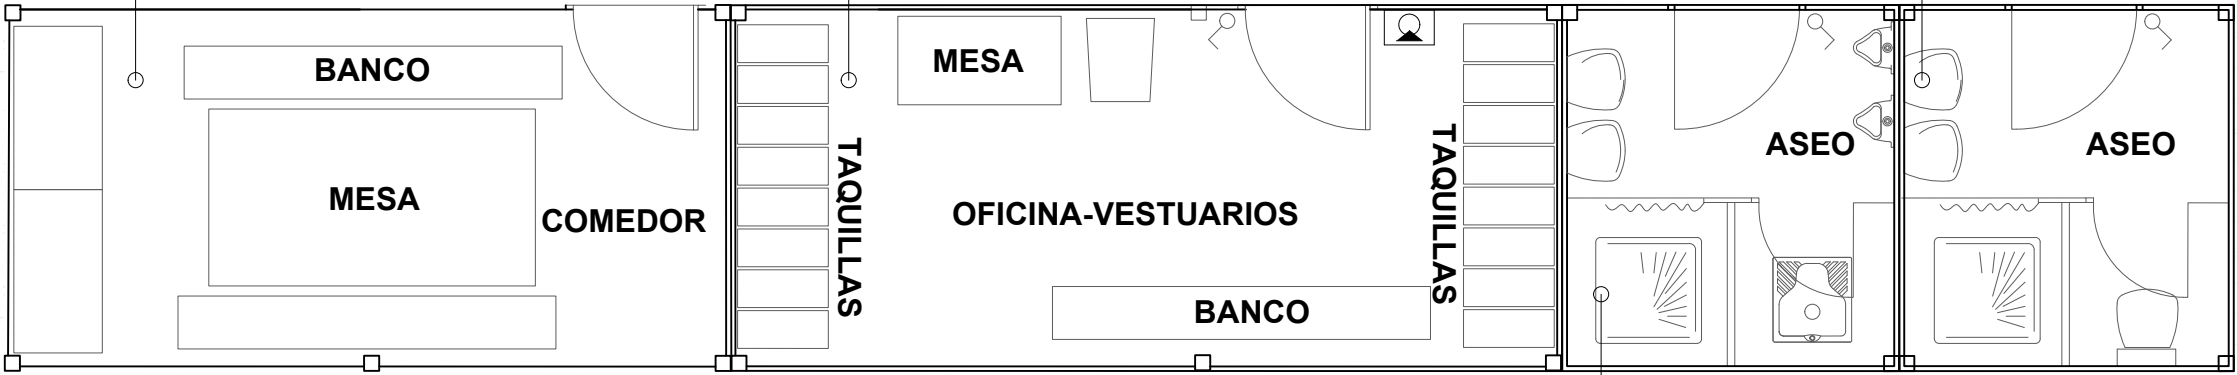 BANCO
MESA
COMEDOR
TAQUILLAS
MESA
OFICINA-VESTUARIOS
BANCO
TAQUILLAS
ASEO
ASEO